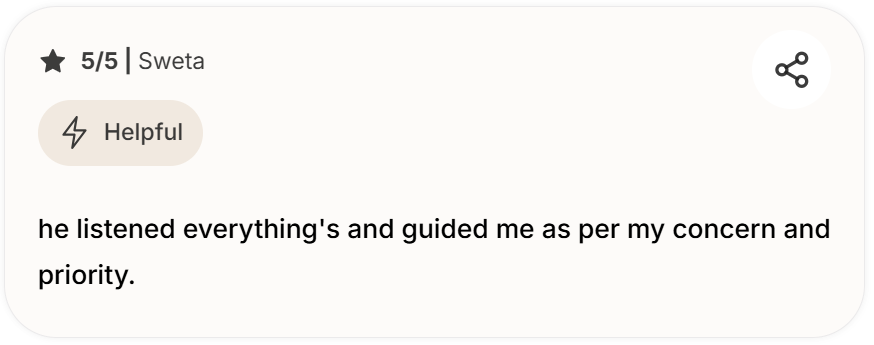 5/5 | Sweta
Helpful
he listened everything's and guided me as per my concern and
priority.